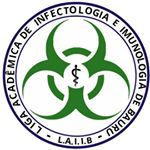 LIGA ACADÊMICA DE INFECTOLOGIA E IMUNOLOGIA DE BAURU
- L.A.I.I.B -